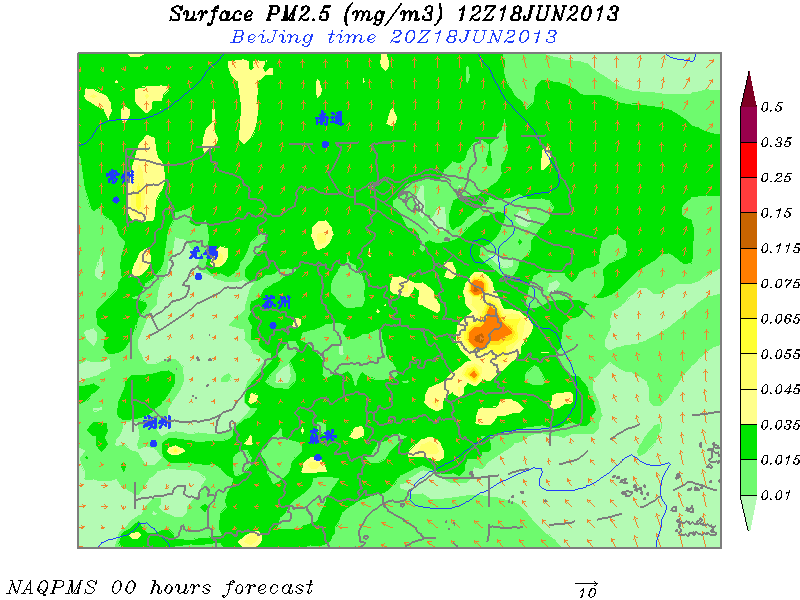 Surface PM2.5 (mg/m3) 12Z18JUN2013
BeiJing time 20Z18JUN2013
南通
常州
无锡
苏州
湖州
嘉兴
0.5
0.35
0.25
0.15
0.115
0.075
0.065
0.055
0.045
0.035
0.015
0.01
NAQPMS 00 hours forecast
10